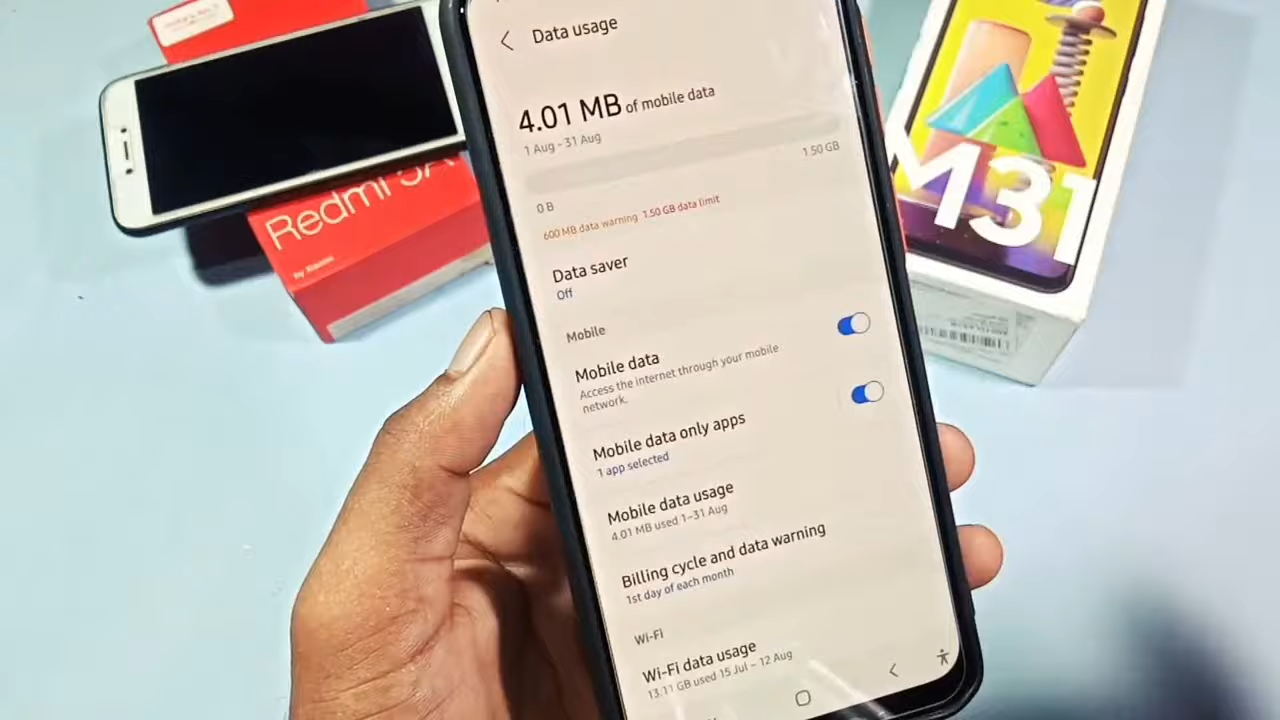 Data usage
4.01 MB of mobile data
1 Aug - 31 Aug
1.50 GB
0 B
600 MB data warning 1.50 GB data limit
Data saver
Off
Mobile
Mobile data
Access the internet through your mobile
network.
Mobile data only apps
1 app selected
Mobile data usage
4.01 MB used 1–31 Aug
Billing cycle and data warning
1st day of each month
Wi-Fi
Wi-Fi data usage
13.11 GB used 15 Jul – 12 Aug
Redmi 5A
by Xiaomi
M31